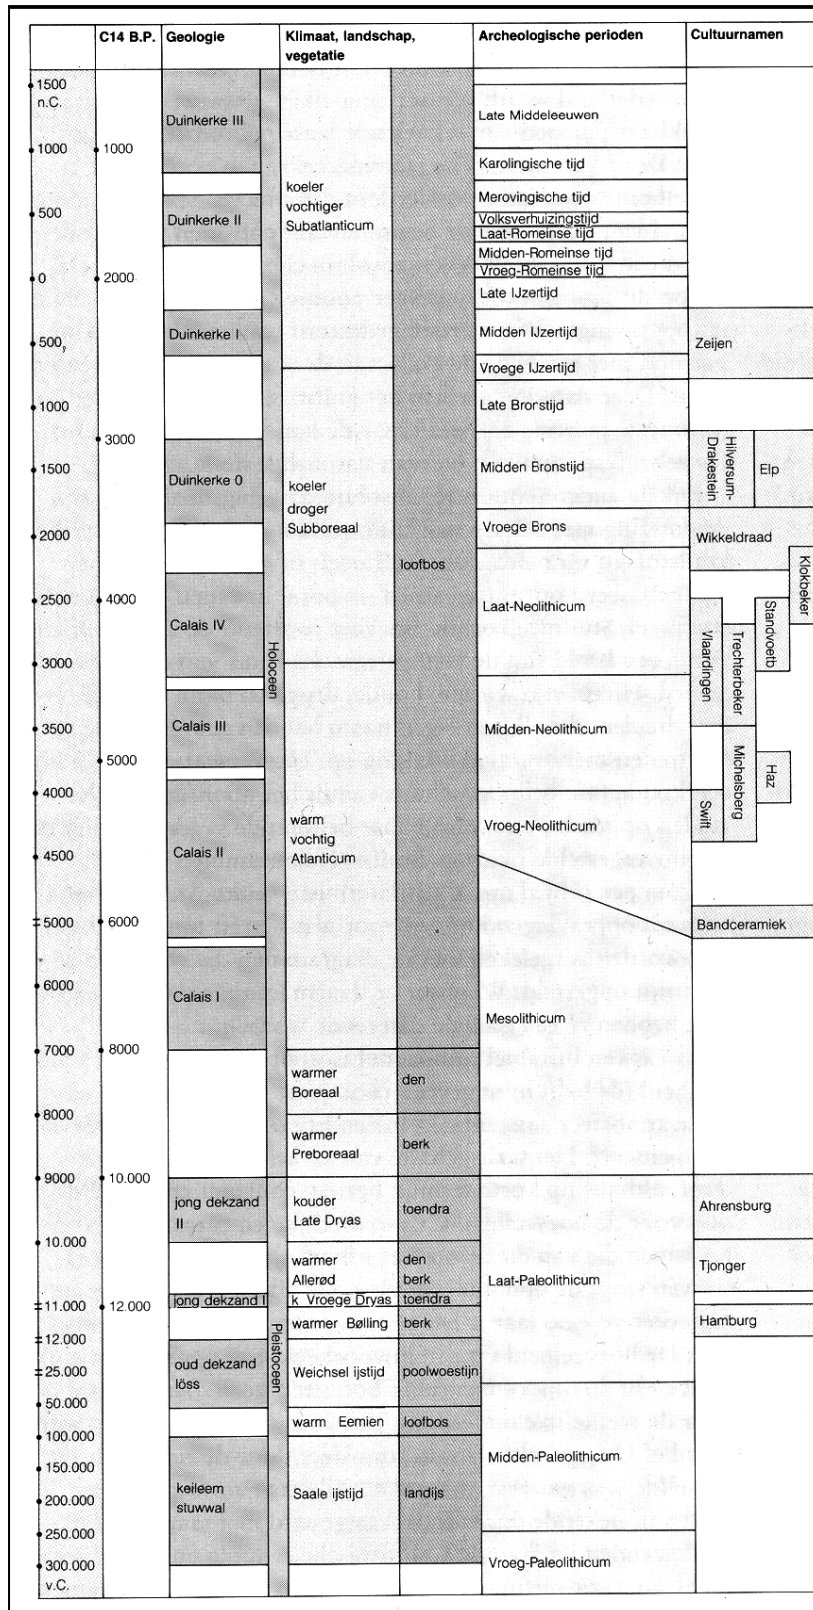 C14 B.P.
Geologie
Klimaat, landschap,
vegetatie
Archeologische perioden
Cultuurnamen
1500
n.C.
1000
500
0
500
1000
1500
2000
2500
3000
3500
4000
4500
5000
6000
7000
8000
9000
10.000
11.000
12.000
25.000
50.000
100.000
150.000
200.000
250.000
300.000
v.C.
1000
2000
3000
4000
5000
6000
8000
10.000
12.000
Duinkerke III
Duinkerke II
Duinkerke I
Duinkerke 0
Calais IV
Calais III
Calais II
Calais I
jong dekzand
II
jong dekzand I
oud dekzand
löss
keileem
stuwwal
Holoceen
Pleistoceen
koeler
vochtiger
Subatlanticum
koeler
droger
Subboreaal
warm
vochtig
Atlanticum
warmer
Boreaal
warmer
Preboreaal
kouder
Late Dryas
warmer
Allerød
k Vroege Dryas
warmer Bølling
Weichsel ijstijd
warm Eemien
Saale ijstijd
loofbos
den
berk
toendra
den
berk
toendra
berk
poolwoestijn
loofbos
landijs
Late Middeleeuwen
Karolingische tijd
Merovingische tijd
Volksverhuizingstijd
Laat-Romeinse tijd
Midden-Romeinse tijd
Vroeg-Romeinse tijd
Late IJzertijd
Midden IJzertijd
Vroege IJzertijd
Late Bronstijd
Midden Bronstijd
Vroege Brons
Laat-Neolithicum
Midden-Neolithicum
Vroeg-Neolithicum
Mesolithicum
Laat-Paleolithicum
Midden-Paleolithicum
Vroeg-Paleolithicum
Zeijen
Hilversum-
Drakestein
Elp
Wikkeldraad
Klokbeker
Standvoetb
Trechterbeker
Vlaardingen
Haz
Michelsberg
Swift
Bandceramiek
Ahrensburg
Tjonger
Hamburg